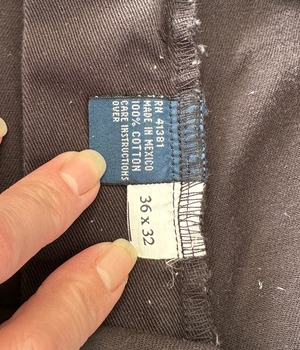 RN 41381
MADE IN MEXICO
100% COTTON
CARE INSTRUCTIONS
OVER
36 x 32